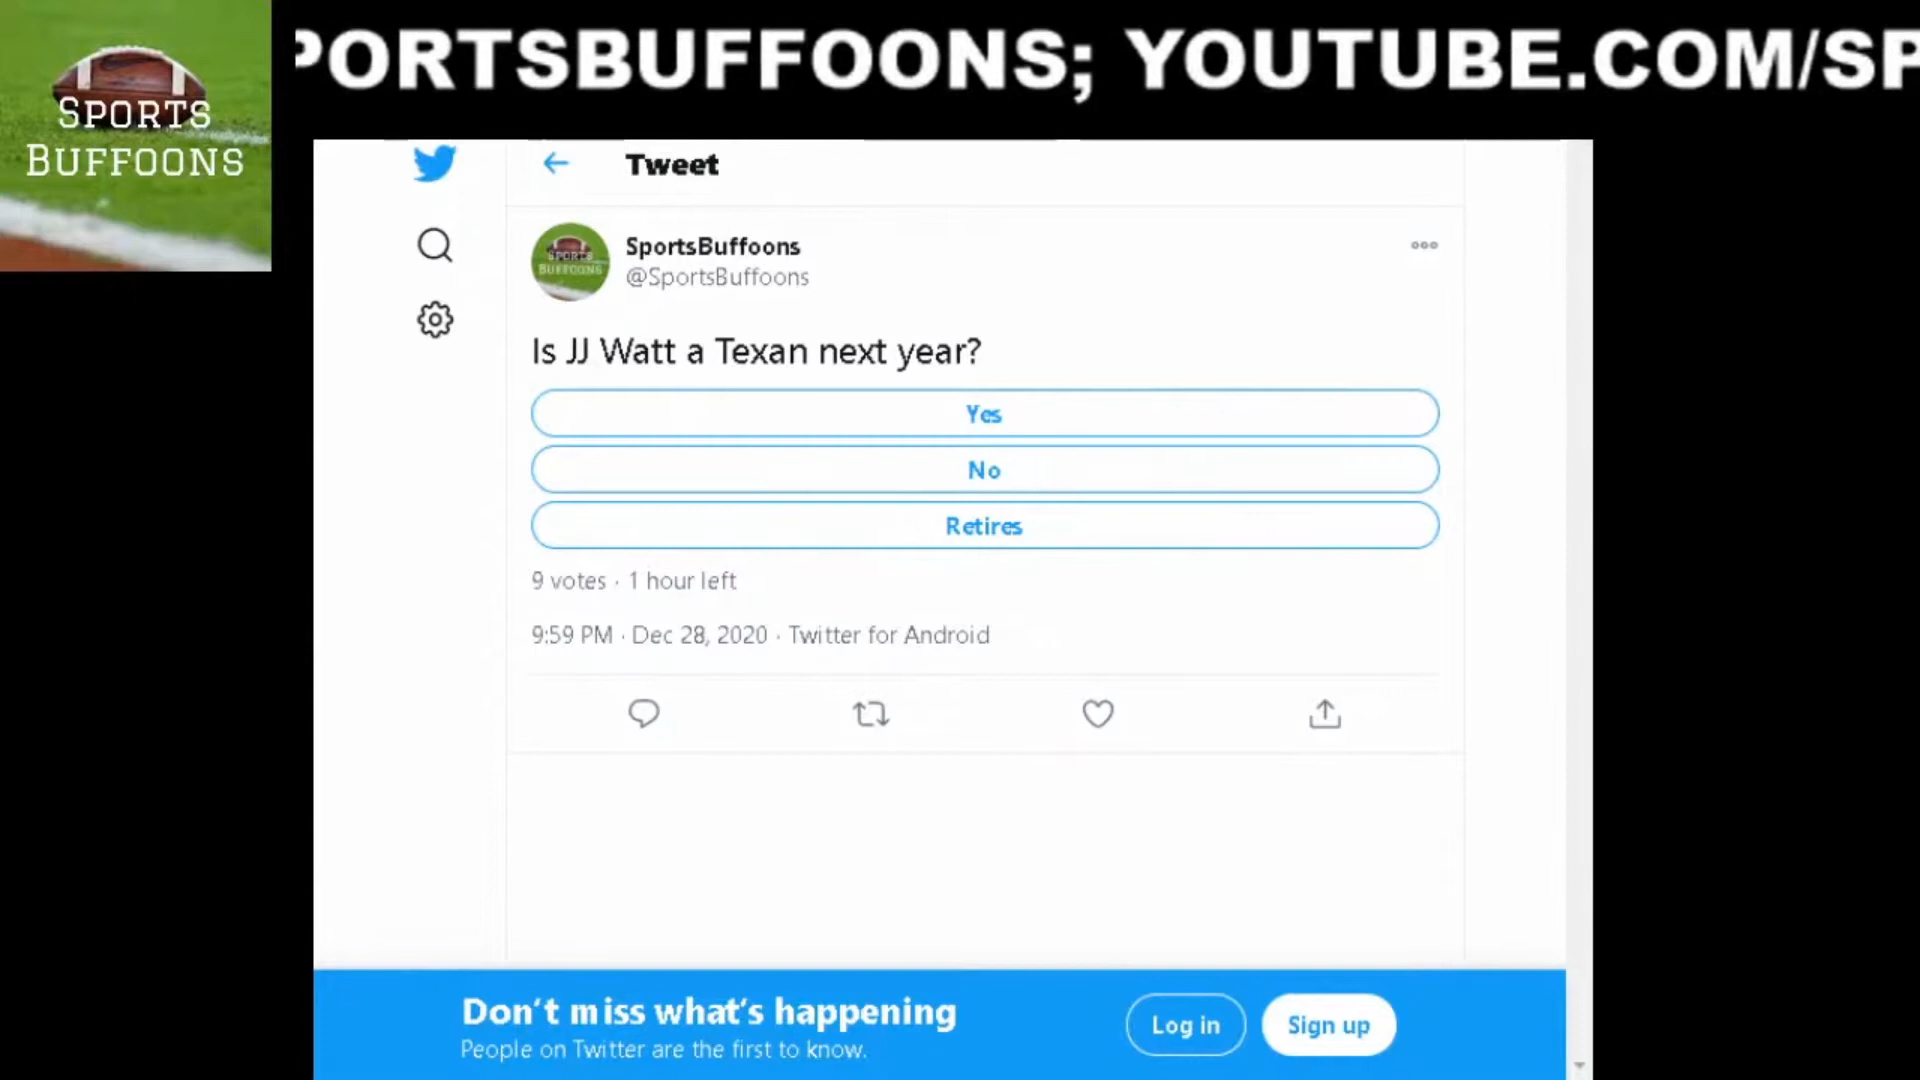 SPORTS
BUFFOONS
PORTSBUFFOONS; YOUTUBE.COM/SP
Tweet
SPORTS
BUFFOONS
SportsBuffoons
@SportsBuffoons
Is JJ Watt a Texan next year?
Yes
No
Retires
9 votes · 1 hour left
9:59 PM · Dec 28, 2020 · Twitter for Android
Don't miss what's happening
People on Twitter are the first to know.
Log in
Sign up